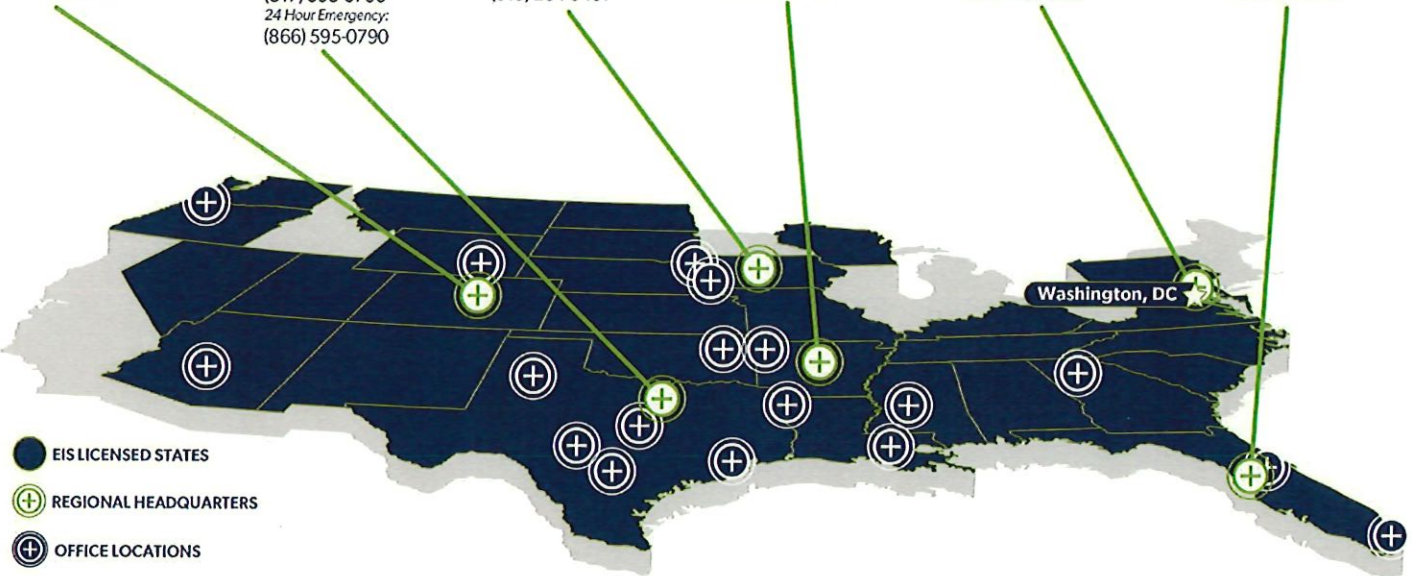 24 Hour Emergency:
(866) 595-0790
Washington, DC
EIS LICENSED STATES
REGIONAL HEADQUARTERS
OFFICE LOCATIONS